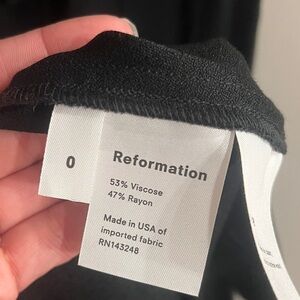 0
Reformation
53% Viscose
47% Rayon
Made in USA of
imported fabric
RN143248